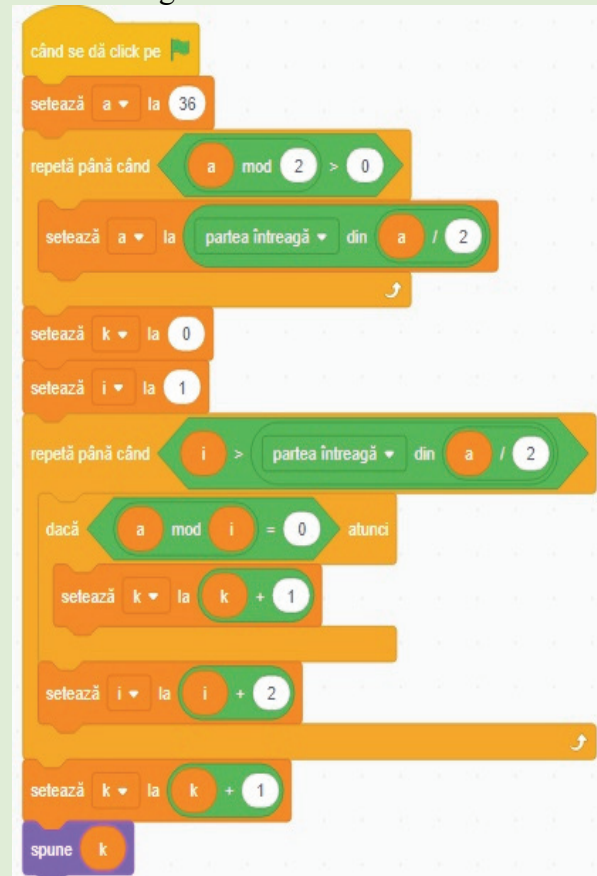 când se dă click pe
setează a la 36
repetă până când a mod 2 > 0
setează a la partea întreagă din a / 2
setează k la 0
setează i la 1
repetă până când i > partea întreagă din a / 2
dacă a mod i = 0 atunci
setează k la k + 1
setează i la i + 2
setează k la k + 1
spune k